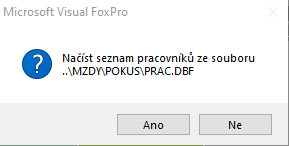 Microsoft Visual FoxPro
Načíst seznam pracovníků ze souboru
..\MZDY\POKUS\PRAC.DBF
Ano Ne